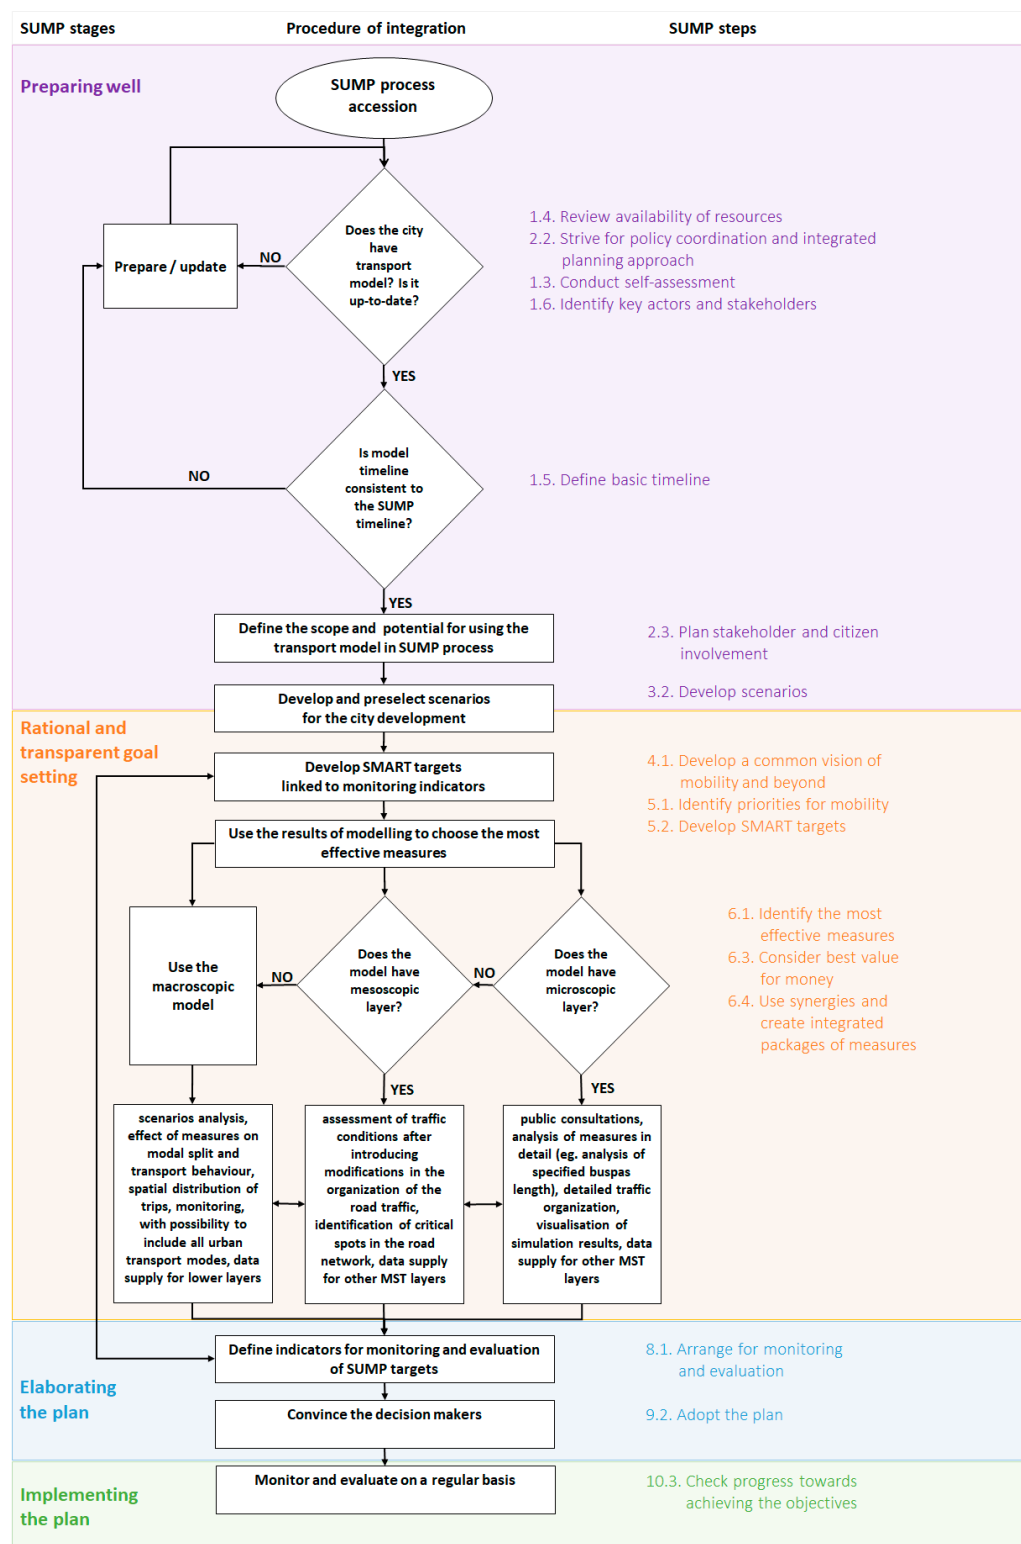 SUMP stages
Procedure of integration
SUMP steps
Preparing well
SUMP process
accession
Does the city
have
transport
model? Is it
up-to-date?
NO
Prepare / update
YES
1.4. Review availability of resources
2.2. Strive for policy coordination and integrated
planning approach
1.3. Conduct self-assessment
1.6. Identify key actors and stakeholders
Is model
timeline
consistent to
the SUMP
timeline?
NO
YES
1.5. Define basic timeline
Define the scope and potential for using the
transport model in SUMP process
2.3. Plan stakeholder and citizen
involvement
Develop and preselect scenarios
for the city development
3.2. Develop scenarios
Rational and
transparent goal
setting
Develop SMART targets
linked to monitoring indicators
4.1. Develop a common vision of
mobility and beyond
5.1. Identify priorities for mobility
5.2. Develop SMART targets
Use the results of modelling to choose the most
effective measures
Use the
macroscopic
model
NO
Does the
model have
mesoscopic
layer?
NO
Does the
model have
microscopic
layer?
YES
YES
6.1. Identify the most
effective measures
6.3. Consider best value
for money
6.4. Use synergies and
create integrated
packages of measures
scenarios analysis,
effect of measures on
modal split and
transport behaviour,
spatial distribution of
trips, monitoring,
with possibility to
include all urban
transport modes, data
supply for lower layers
assessment of traffic
conditions after
introducing
modifications in the
organization of the
road traffic,
identification of critical
spots in the road
network, data supply
for other MST layers
public consultations,
analysis of measures in
detail (eg. analysis of
specified buspas
length), detailed traffic
organization,
visualisation of
simulation results, data
supply for other MST
layers
Elaborating
the plan
Define indicators for monitoring and evaluation
of SUMP targets
8.1. Arrange for monitoring
and evaluation
Convince the decision makers
9.2. Adopt the plan
Implementing
the plan
Monitor and evaluate on a regular basis
10.3. Check progress towards
achieving the objectives